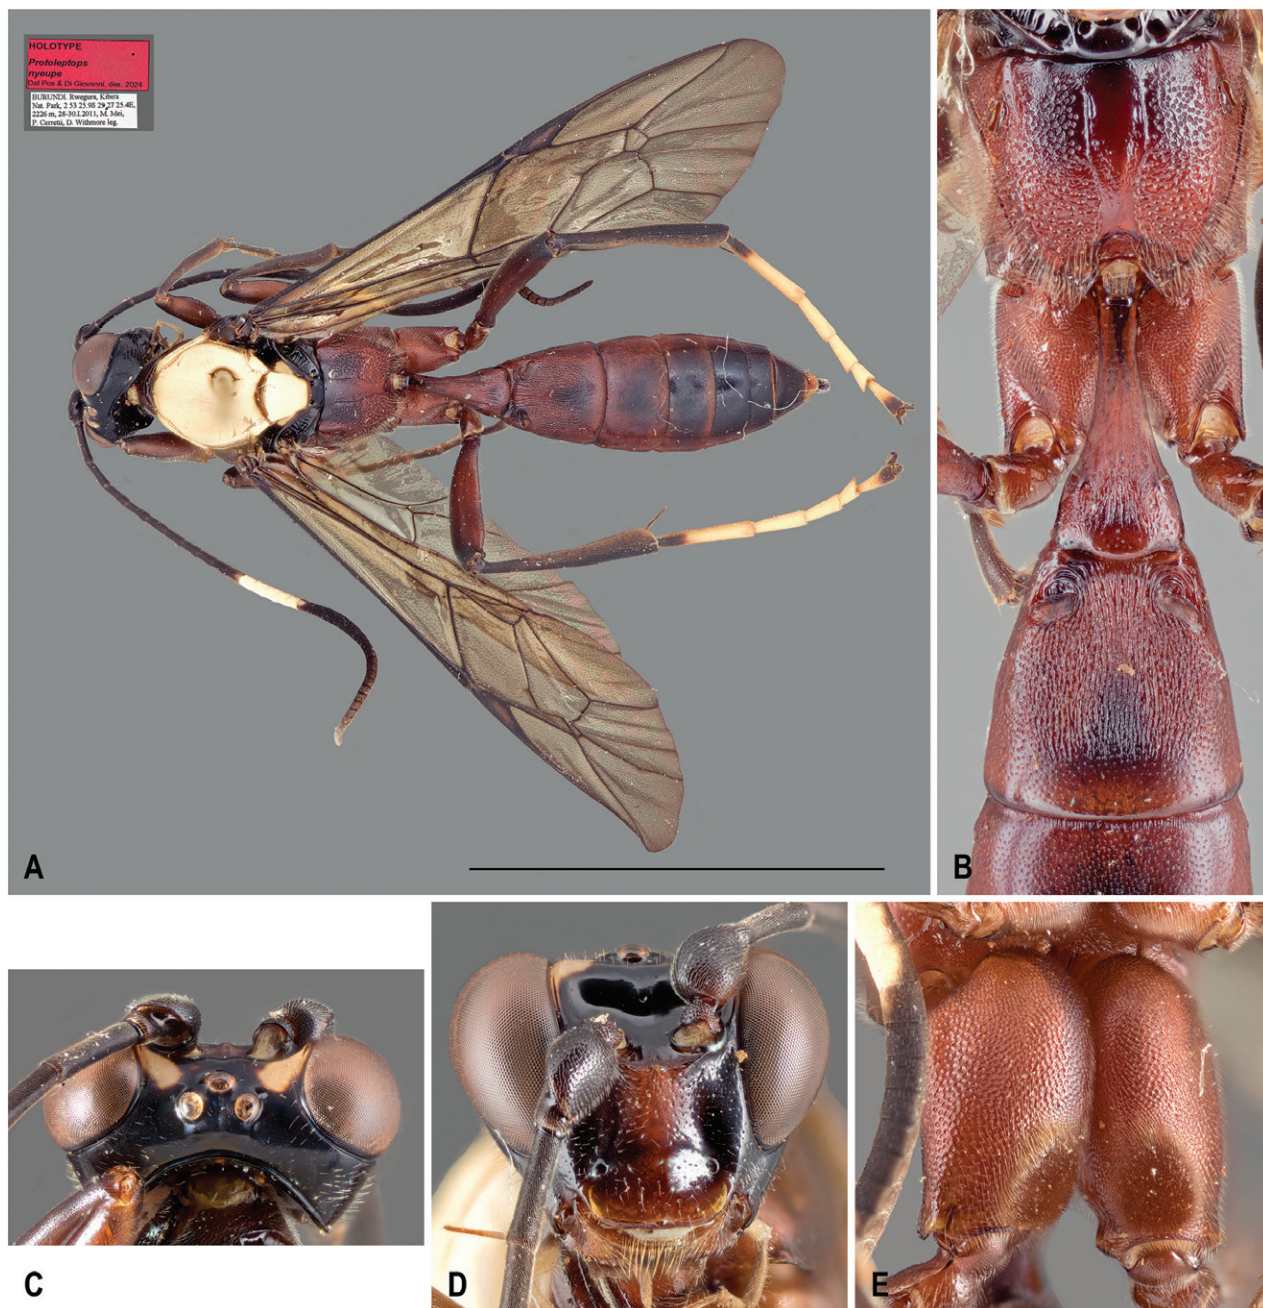 HOLOTYPE
Protoleptops
nyeupe
Dal Pos & Di Giovanni, des. 2024
BURUNDI. Rwegura, Kibira
Nat. Park, 2 53 25.9S 29 27 25.4E,
2226 m, 28-30.I.2011, M. Mei,
P. Cerretti, D. Withmore leg.
A
B
C
D
E